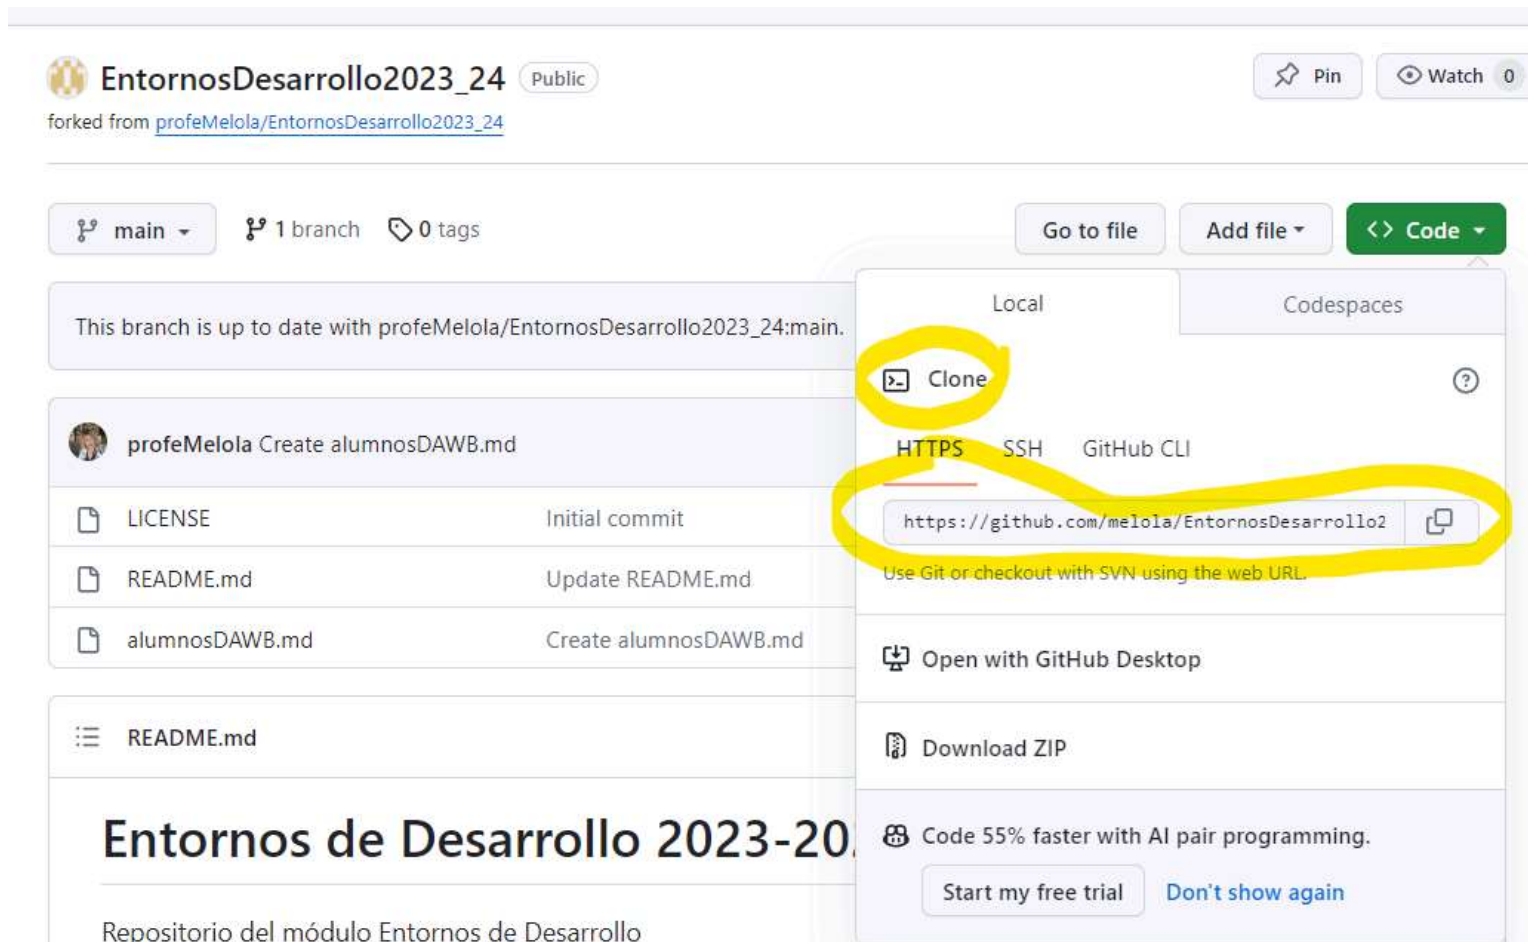 EntornosDesarrollo2023_24 Public
Pin
Watch 0
forked from profeMelola/EntornosDesarrollo2023_24
main
1 branch
0 tags
Go to file
Add file
<> Code
This branch is up to date with profeMelola/EntornosDesarrollo2023_24:main.
profeMelola Create alumnosDAWB.md
LICENSE Initial commit
README.md Update README.md
alumnosDAWB.md Create alumnosDAWB.md
README.md
Entornos de Desarrollo 2023-20
Repositorio del módulo Entornos de Desarrollo
Local
Codespaces
Clone
HTTPS SSH GitHub CLI
https://github.com/melola/EntornosDesarrollo2
Use Git or checkout with SVN using the web URL.
Open with GitHub Desktop
Download ZIP
Code 55% faster with AI pair programming.
Start my free trial
Don't show again